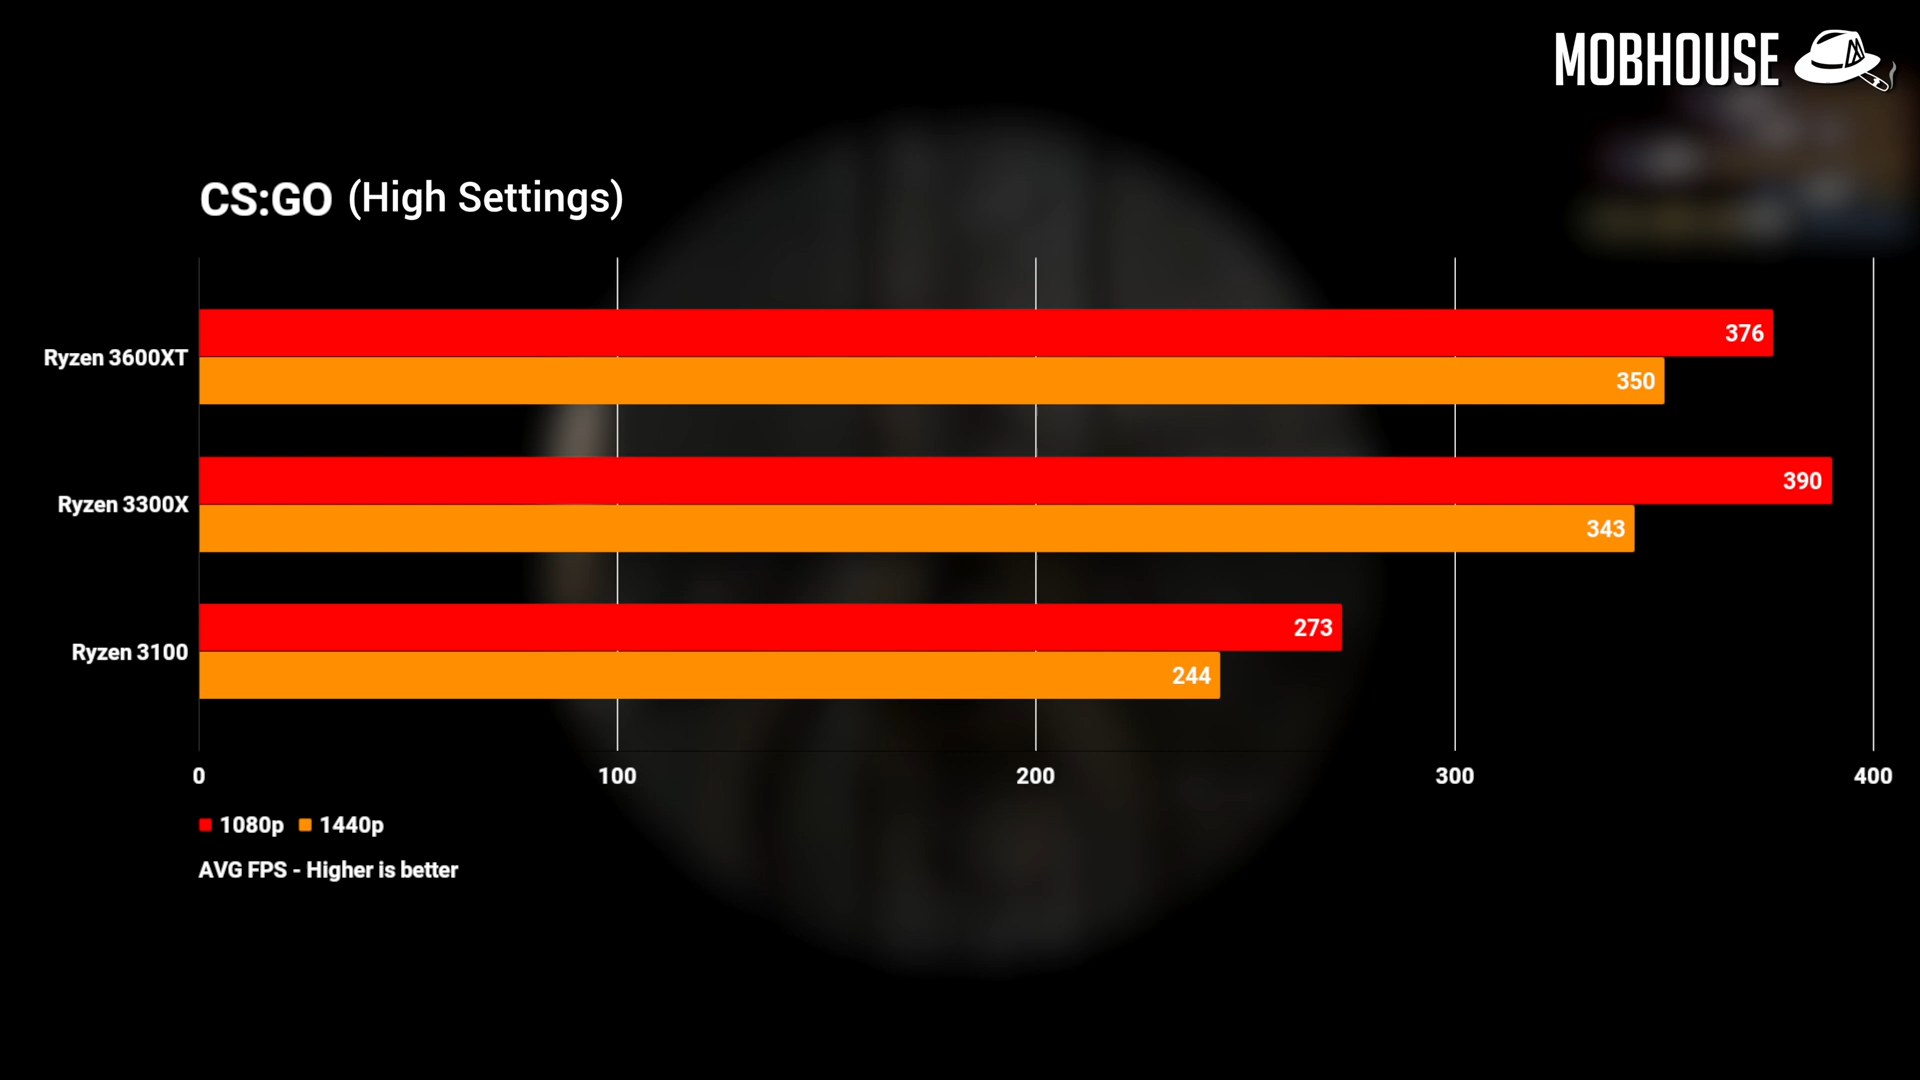 MOBHOUSE
CS:GO (High Settings)
Ryzen 3600XT
376
350
Ryzen 3300X
390
343
Ryzen 3100
273
244
0 100 200 300 400
1080p 1440p
AVG FPS - Higher is better